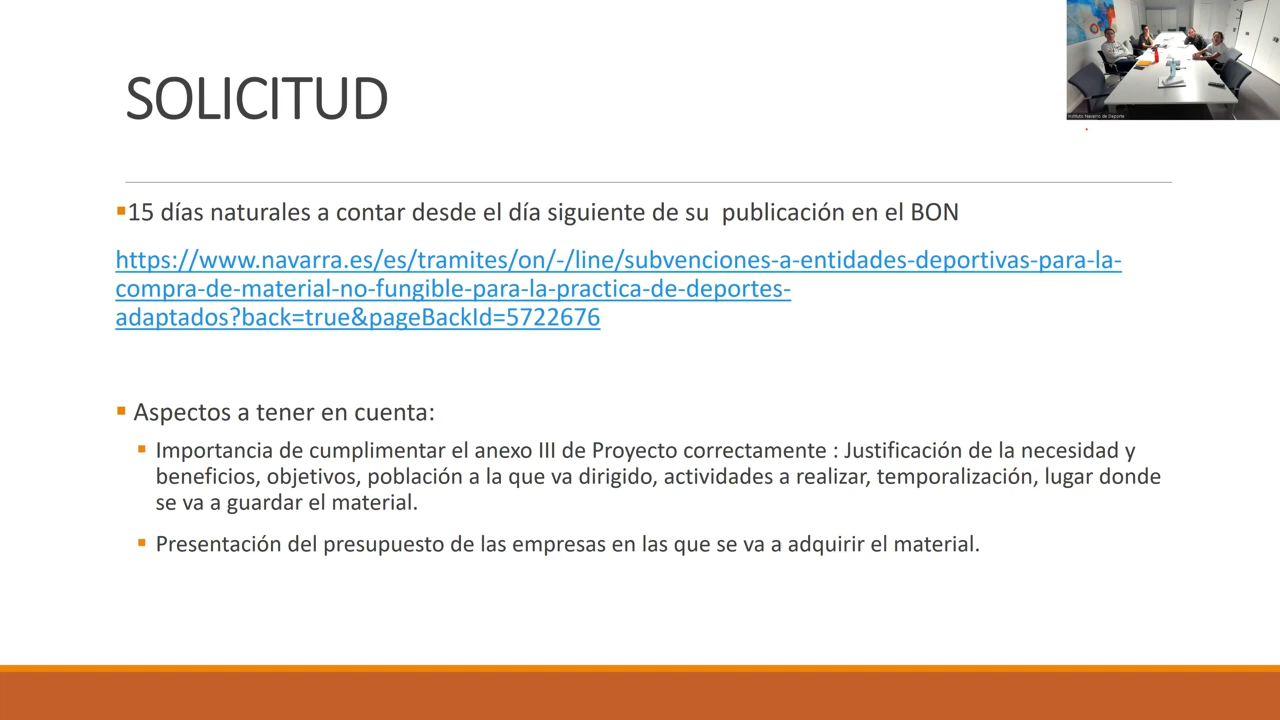 SOLICITUD
Instituto Navarro de Deporte
▪15 días naturales a contar desde el día siguiente de su  publicación en el BON
https://www.navarra.es/es/tramites/on/-/line/subvenciones-a-entidades-deportivas-para-la-
compra-de-material-no-fungible-para-la-practica-de-deportes-
adaptados?back=true&pageBackId=5722676
▪ Aspectos a tener en cuenta:
▪ Importancia de cumplimentar el anexo III de Proyecto correctamente : Justificación de la necesidad y
beneficios, objetivos, población a la que va dirigido, actividades a realizar, temporalización, lugar donde
se va a guardar el material.
▪ Presentación del presupuesto de las empresas en las que se va a adquirir el material.